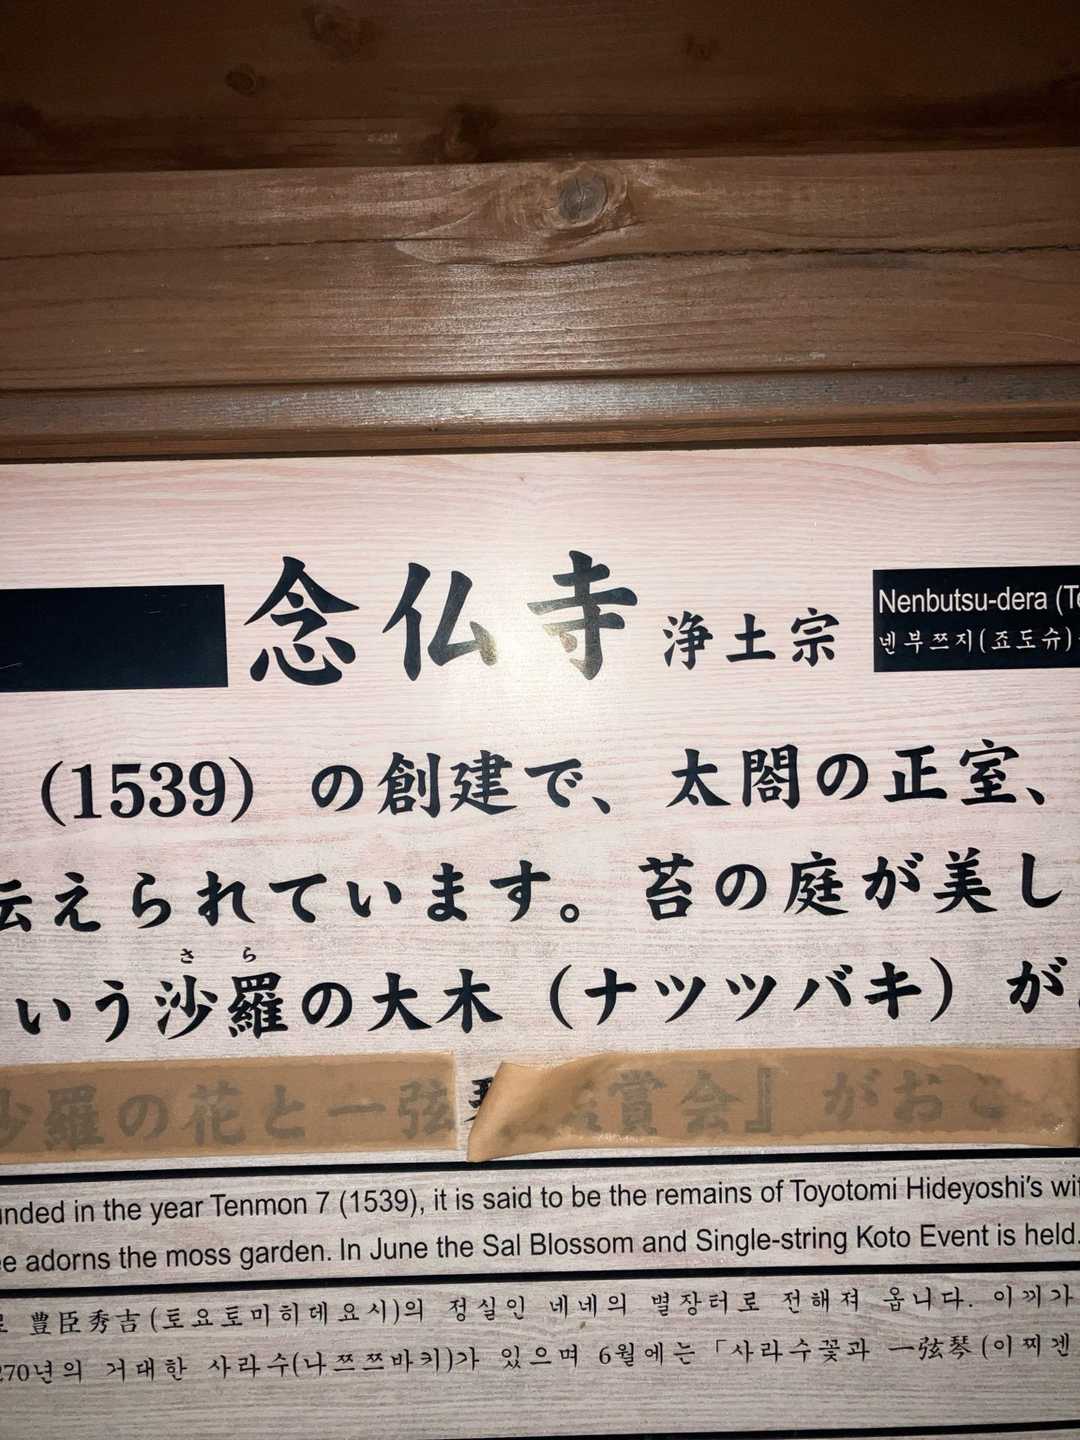 念仏寺 浄土宗
Nenbutsu-dera
넨부쯔지(죠도슈)
(1539) の創建で、太閤の正室、
伝えられています。苔の庭が美し
さら
いう沙羅の大木（ナツツバキ）が
沙羅の花と一弦琴 鑑賞会』がおこ
unded in the year Tenmon 7 (1539), it is said to be the remains of Toyotomi Hideyoshi's wi
ee adorns the moss garden. In June the Sal Blossom and Single-string Koto Event is held.
로 豊臣秀吉(토요토미히데요시)의 정실인 네네의 별장터로 전해져 옵니다. 이끼가
270년의 거대한 사라수(나쯔쯔바키)가 있으며 6월에는「사라수꽃과 一弦琴(이찌겐